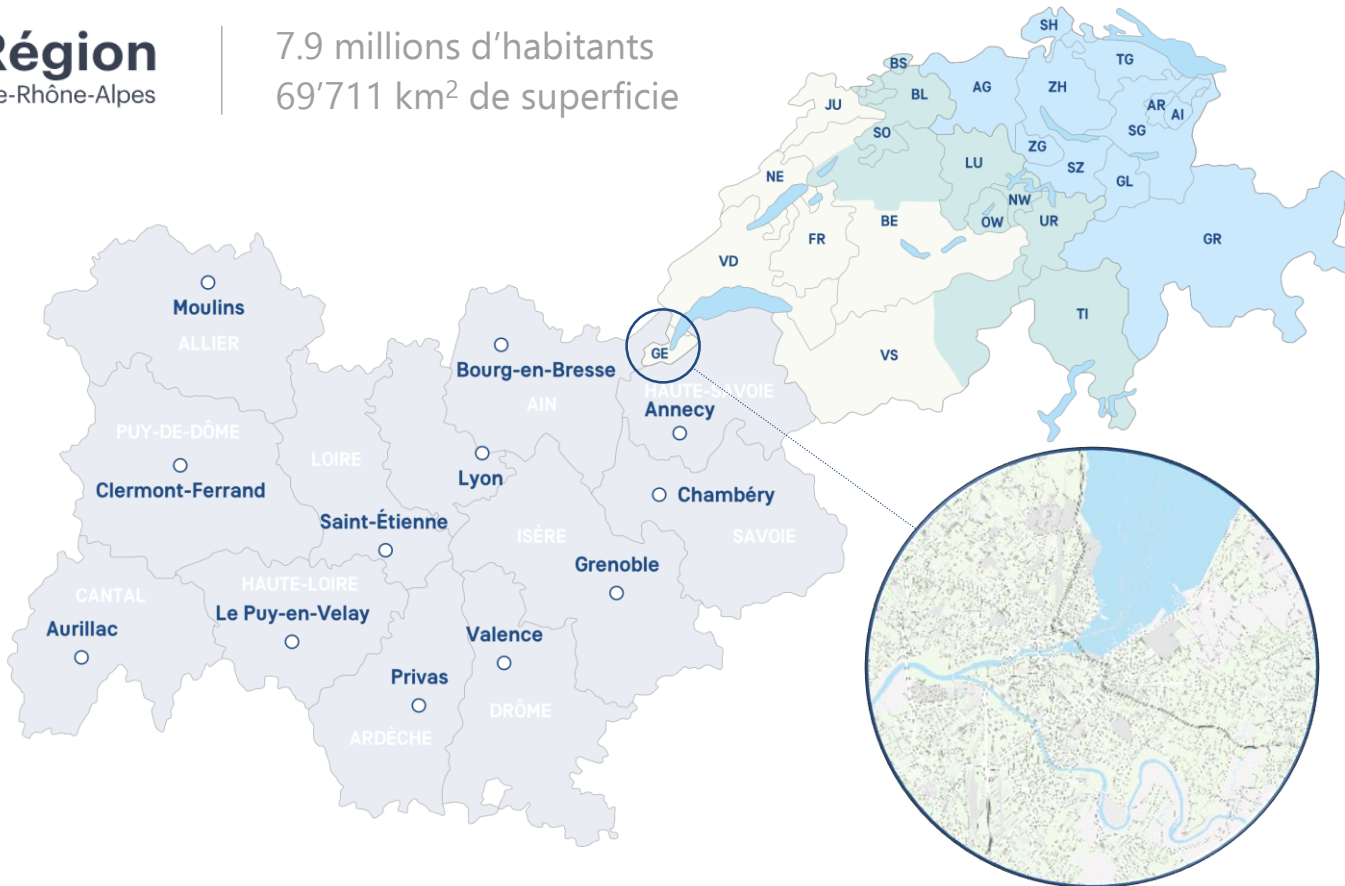 Région
e-Rhône-Alpes
7.9 millions d’habitants
69’711 km² de superficie
SH
BS
TG
JU
BL
AG
ZH
AR
AI
SO
SG
ZG
LU
SZ
NE
GL
NW
BE
OW
UR
FR
GR
VD
TI
GE
VS
Moulins
ALLIER
Bourg-en-Bresse
AIN
HAUTE-SAVOIE
Annecy
PUY-DE-DÔME
LOIRE
Clermont-Ferrand
Lyon
Chambéry
Saint-Étienne
ISÈRE
SAVOIE
Grenoble
CANTAL
HAUTE-LOIRE
Aurillac
Le Puy-en-Velay
Valence
Privas
DRÔME
ARDÈCHE